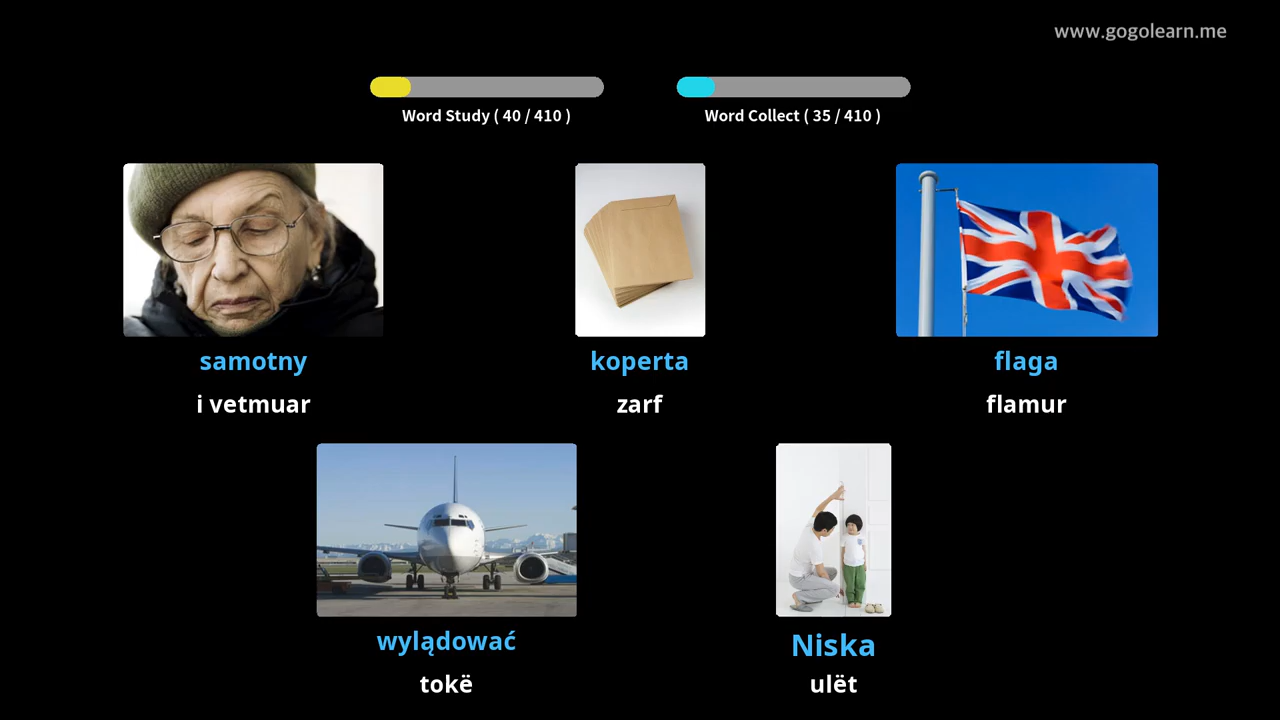 www.gogolearn.me
Word Study ( 40 / 410 )
Word Collect ( 35 / 410 )
samotny
i vetmuar
koperta
zarf
flaga
flamur
wylądować
tokë
Niska
ulët